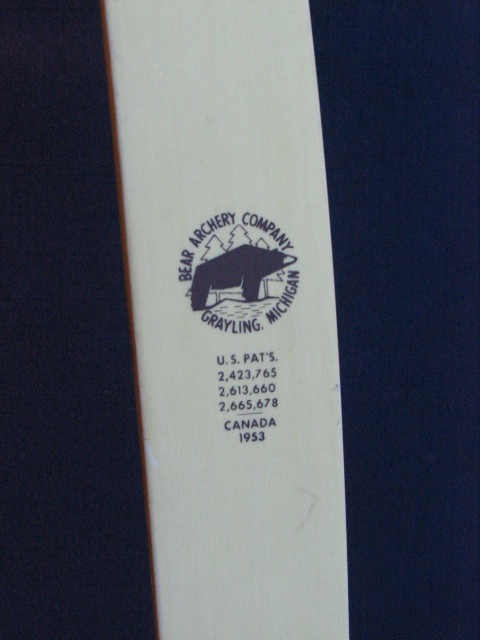 BEAR ARCHERY COMPANY
GRAYLING, MICHIGAN
U.S. PAT'S.
2,423,765
2,613,660
2,665,678
CANADA
1953